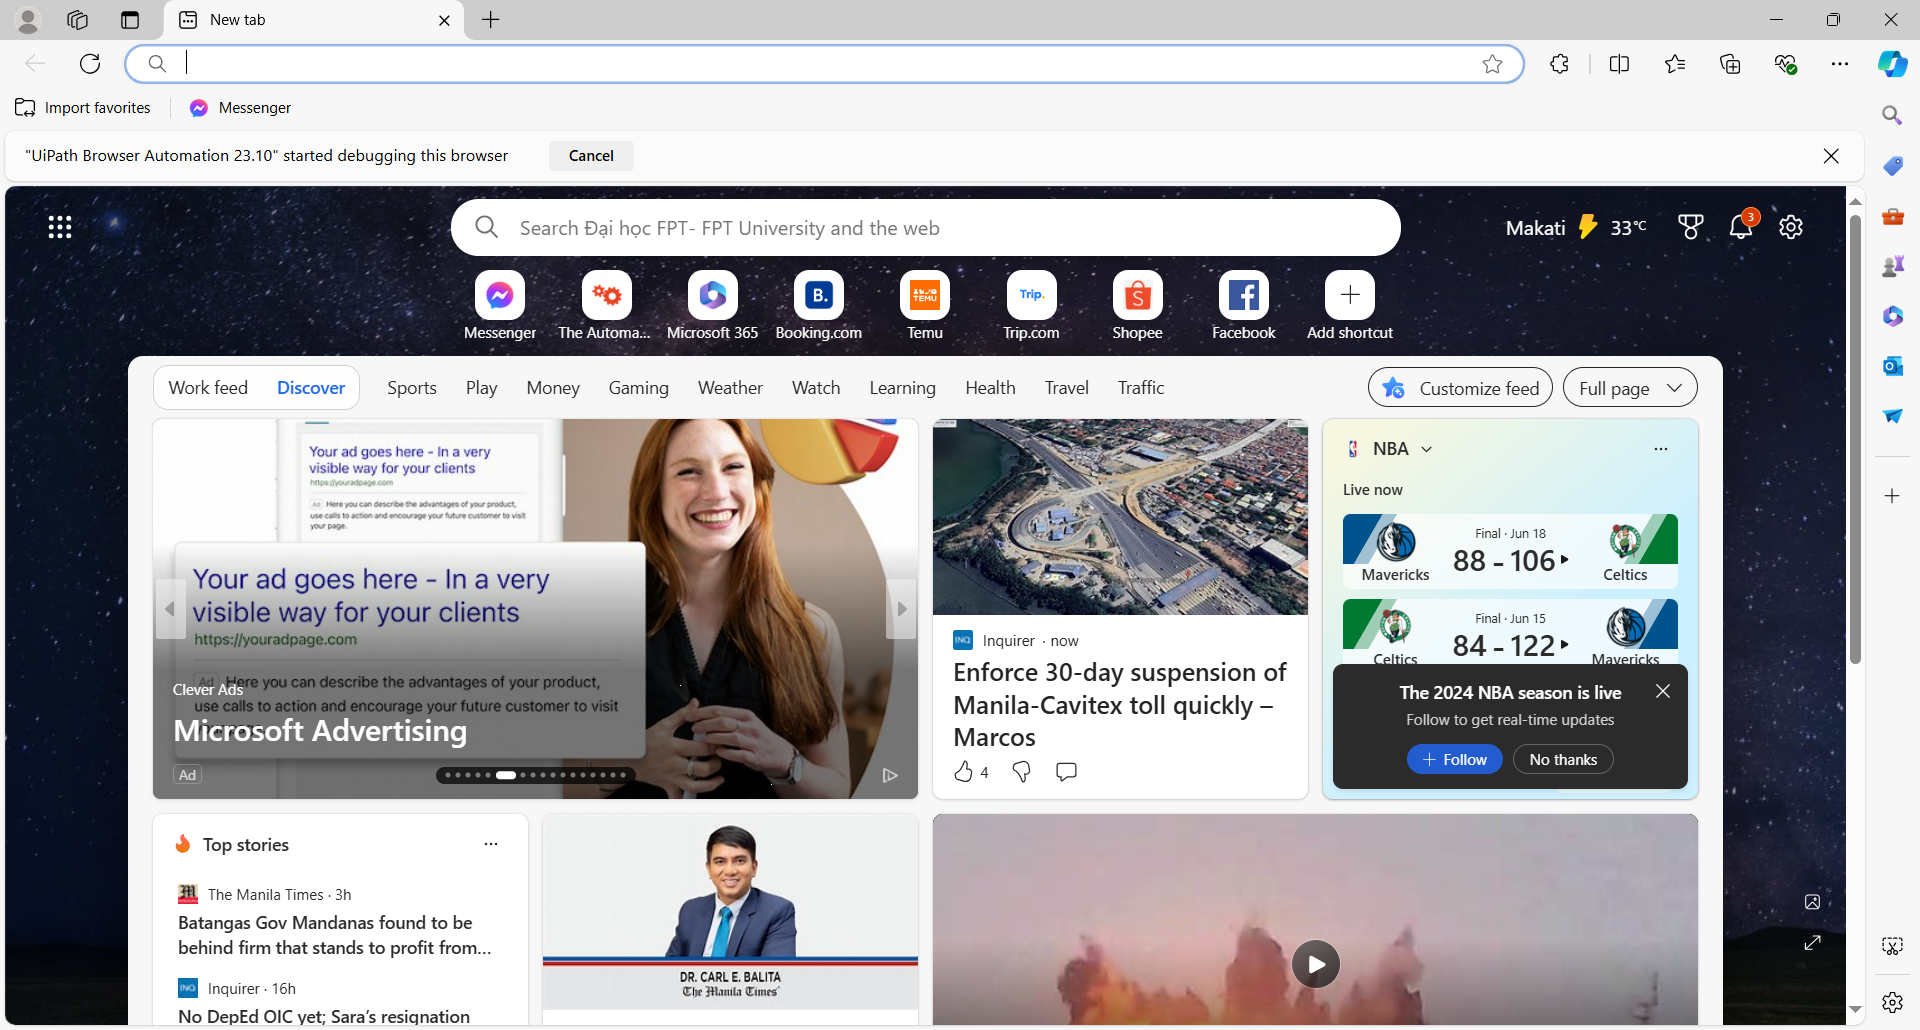 New tab
Import favorites
Messenger
"UiPath Browser Automation 23.10" started debugging this browser
Cancel
Search Đại học FPT- FPT University and the web
Makati
33°C
3
Messenger
The Automa...
Microsoft 365
B.
Booking.com
TEMU
Temu
Trip.
Trip.com
Shopee
Facebook
Add shortcut
Work feed
Discover
Sports
Play
Money
Gaming
Weather
Watch
Learning
Health
Travel
Traffic
Customize feed
Full page
Your ad goes here - In a very
visible way for your clients
https://youradpage.com
Ad Here you can describe the advantages of your product,
use calls to action and encourage your future customer to visit
your page.
Your ad goes here - In a very
visible way for your clients
https://youradpage.com
Ad Here you can describe the advantages of your product,
use calls to action and encourage your future customer to visit
Clever Ads
Microsoft Advertising
Ad
INQ
Inquirer · now
Enforce 30-day suspension of
Manila-Cavitex toll quickly –
Marcos
4
NBA
Live now
Final · Jun 18
88 - 106
Mavericks
Celtics
Final · Jun 15
84 - 122
Celtics
Mavericks
The 2024 NBA season is live
Follow to get real-time updates
Follow
No thanks
Top stories
M
The Manila Times · 3h
Batangas Gov Mandanas found to be
behind firm that stands to profit from...
INQ
Inquirer · 16h
No DepEd OIC yet; Sara's resignation
DR. CARL E. BALITA
The Manila Times